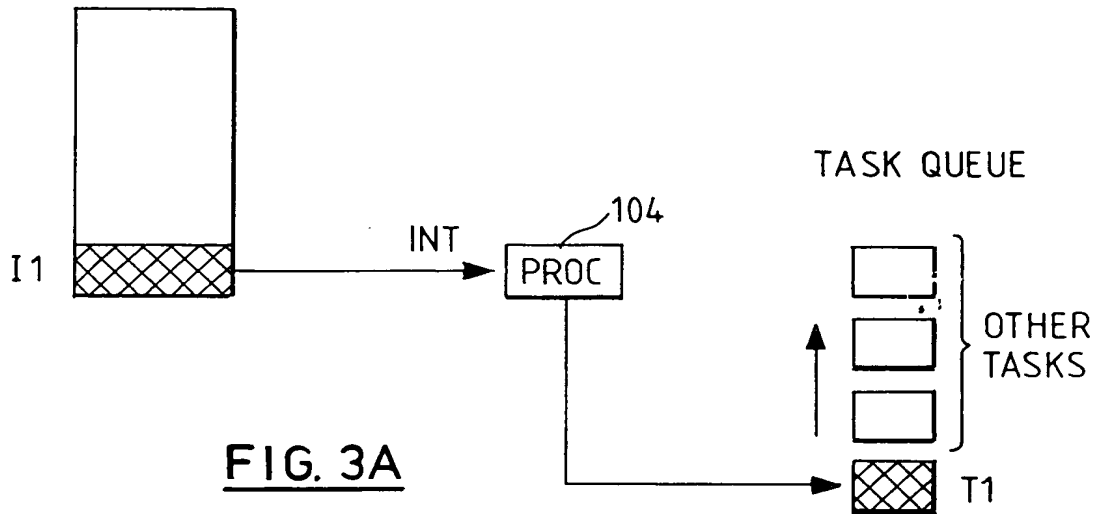 TASK QUEUE
104
INT
I1
PROC
OTHER
TASKS
FIG. 3A
T1